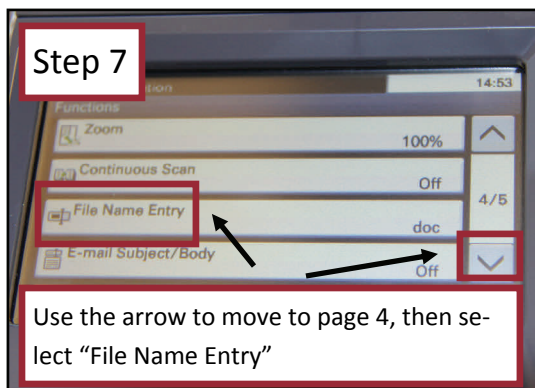 Step 7
14:53
Functions
Zoom
100%
Continuous Scan
Off
4/5
File Name Entry
doc
E-mail Subject/Body
Off
Use the arrow to move to page 4, then se-
lect “File Name Entry”